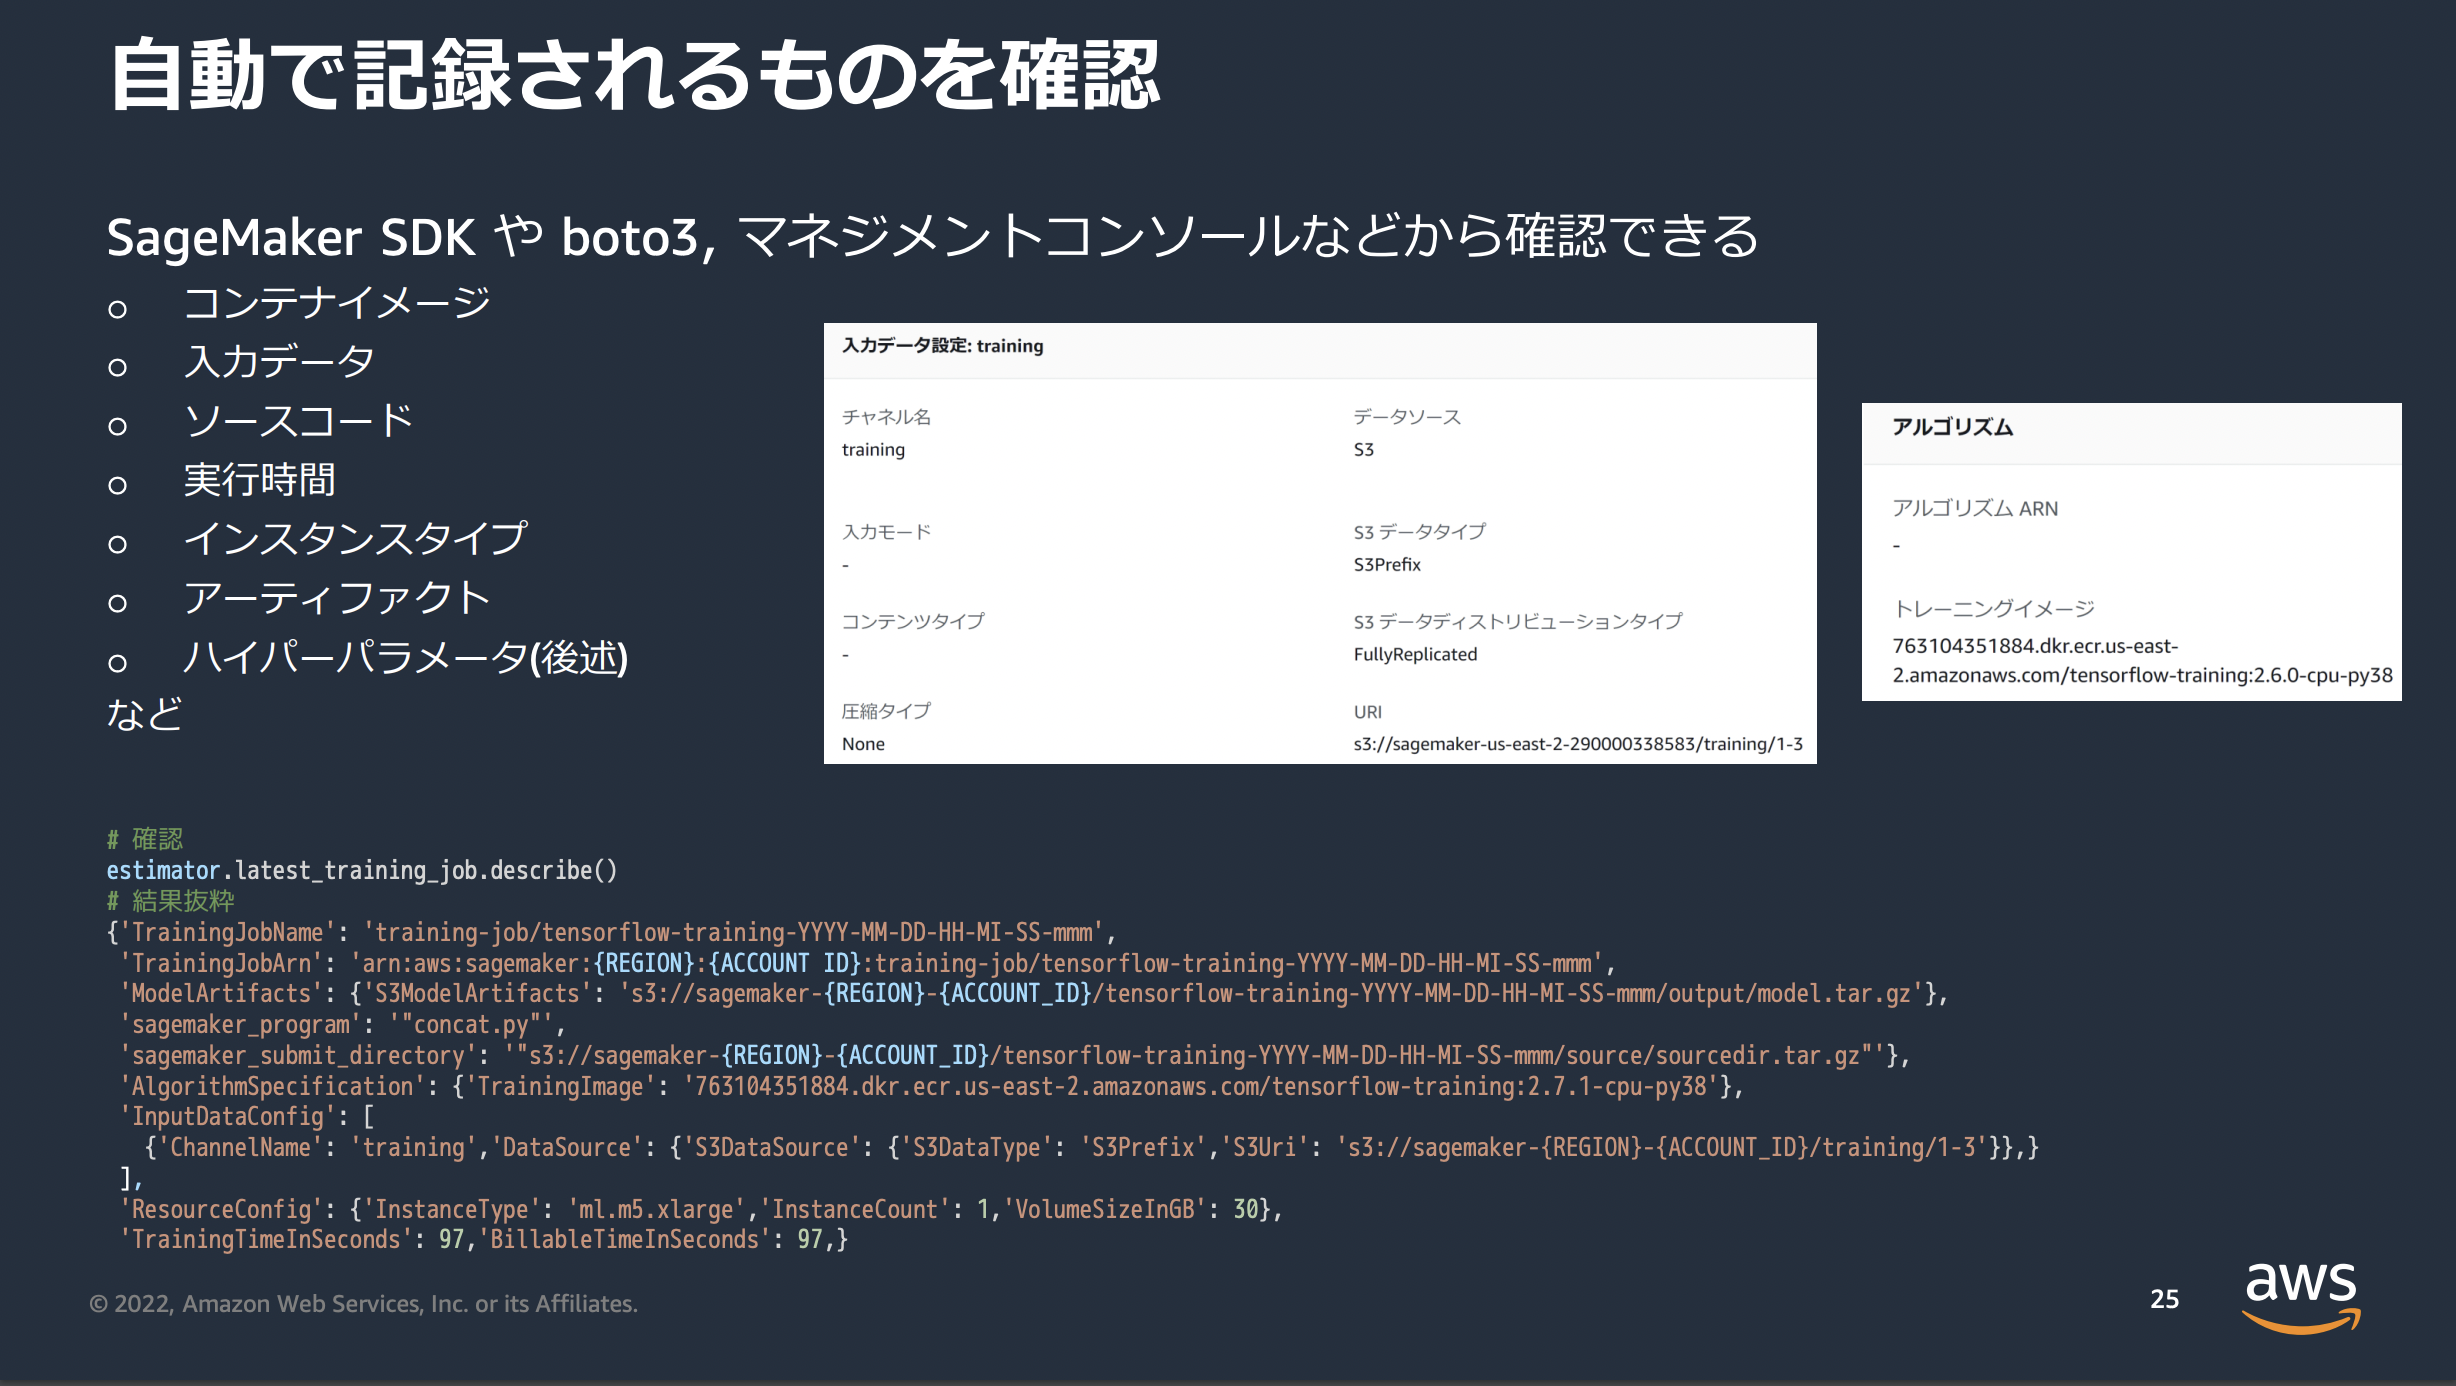 自動で記録されるものを確認
SageMaker SDK や boto3, マネジメントコンソールなどから確認できる
○ コンテナイメージ
○ 入力データ
○ ソースコード
○ 実行時間
○ インスタンスタイプ
○ アーティファクト
○ ハイパーパラメータ(後述)
など
入力データ設定: training
チャネル名
training
データソース
S3
入力モード
-
S3 データタイプ
S3Prefix
コンテンツタイプ
-
S3 データディストリビューションタイプ
FullyReplicated
圧縮タイプ
None
URI
s3://sagemaker-us-east-2-290000338583/training/1-3
アルゴリズム
アルゴリズム ARN
-
トレーニングイメージ
763104351884.dkr.ecr.us-east-
2.amazonaws.com/tensorflow-training:2.6.0-cpu-py38
# 確認
estimator.latest_training_job.describe()
# 結果抜粋
{'TrainingJobName': 'training-job/tensorflow-training-YYYY-MM-DD-HH-MI-SS-mmm',
 'TrainingJobArn': 'arn:aws:sagemaker:{REGION}:{ACCOUNT ID}:training-job/tensorflow-training-YYYY-MM-DD-HH-MI-SS-mmm',
 'ModelArtifacts': {'S3ModelArtifacts': 's3://sagemaker-{REGION}-{ACCOUNT_ID}/tensorflow-training-YYYY-MM-DD-HH-MI-SS-mmm/output/model.tar.gz'},
 'sagemaker_program': '"concat.py"',
 'sagemaker_submit_directory': '"s3://sagemaker-{REGION}-{ACCOUNT_ID}/tensorflow-training-YYYY-MM-DD-HH-MI-SS-mmm/source/sourcedir.tar.gz"'},
 'AlgorithmSpecification': {'TrainingImage': '763104351884.dkr.ecr.us-east-2.amazonaws.com/tensorflow-training:2.7.1-cpu-py38'},
 'InputDataConfig': [
   {'ChannelName': 'training','DataSource': {'S3DataSource': {'S3DataType': 'S3Prefix','S3Uri': 's3://sagemaker-{REGION}-{ACCOUNT_ID}/training/1-3'}},}
 ],
 'ResourceConfig': {'InstanceType': 'ml.m5.xlarge','InstanceCount': 1,'VolumeSizeInGB': 30},
 'TrainingTimeInSeconds': 97,'BillableTimeInSeconds': 97,}
© 2022, Amazon Web Services, Inc. or its Affiliates.
25
aws